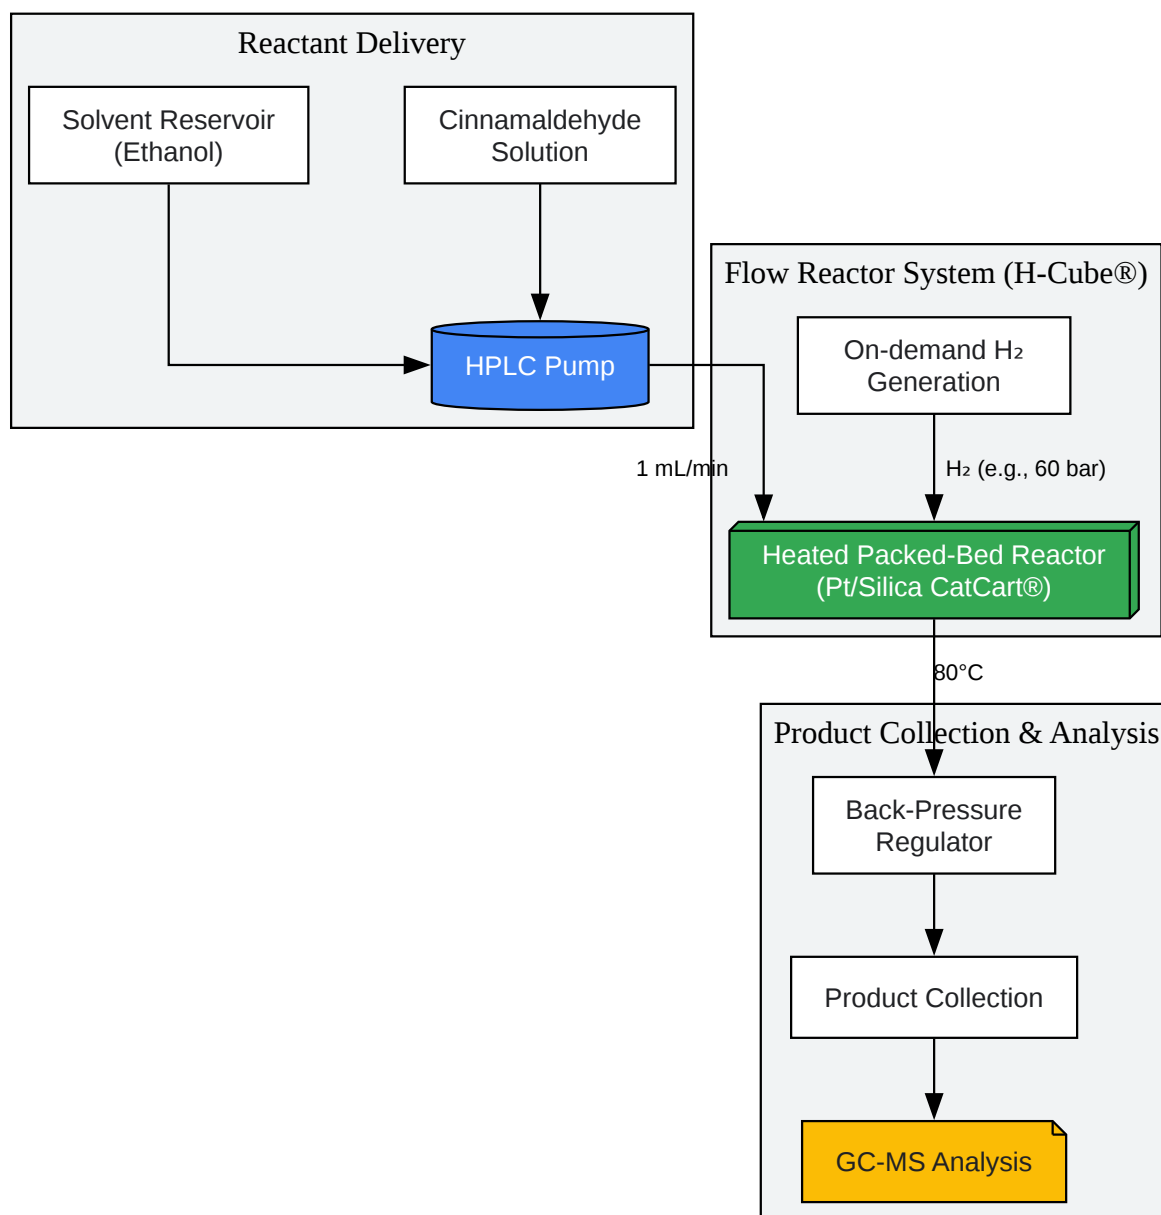 Reactant Delivery
Solvent Reservoir
(Ethanol)
Cinnamaldehyde
Solution
HPLC Pump
Flow Reactor System (H-Cube®)
On-demand H₂
Generation
1 mL/min
H₂ (e.g., 60 bar)
Heated Packed-Bed Reactor
(Pt/Silica CatCart®)
80°C
Product Collection & Analysis
Back-Pressure
Regulator
Product Collection
GC-MS Analysis